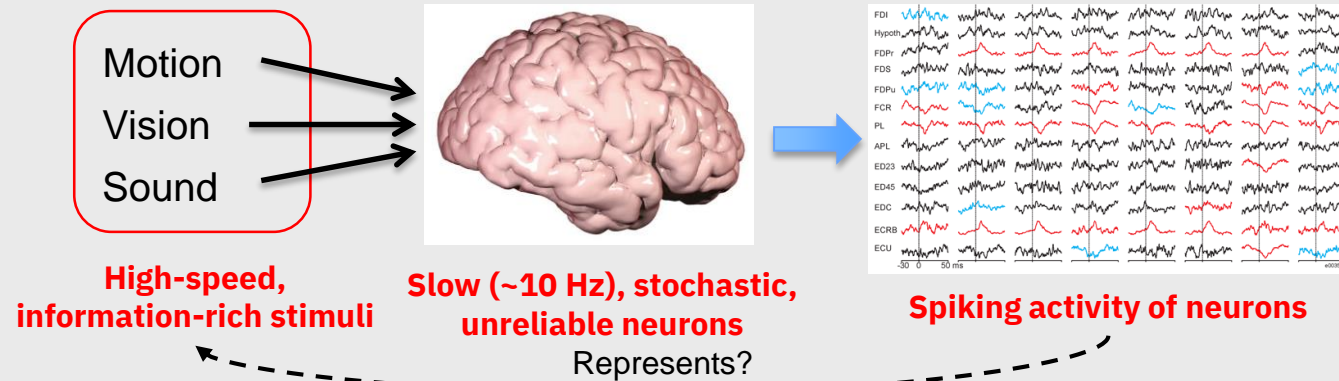 Motion
Vision
Sound
High-speed,
information-rich stimuli
Slow (~10 Hz), stochastic,
unreliable neurons
Represents?
FDI
Hypoth
FDPr
FDS
FDPu
FCR
PL
APL
ED23
ED45
EDC
ECRB
ECU
-30 0 50 ms
Spiking activity of neurons